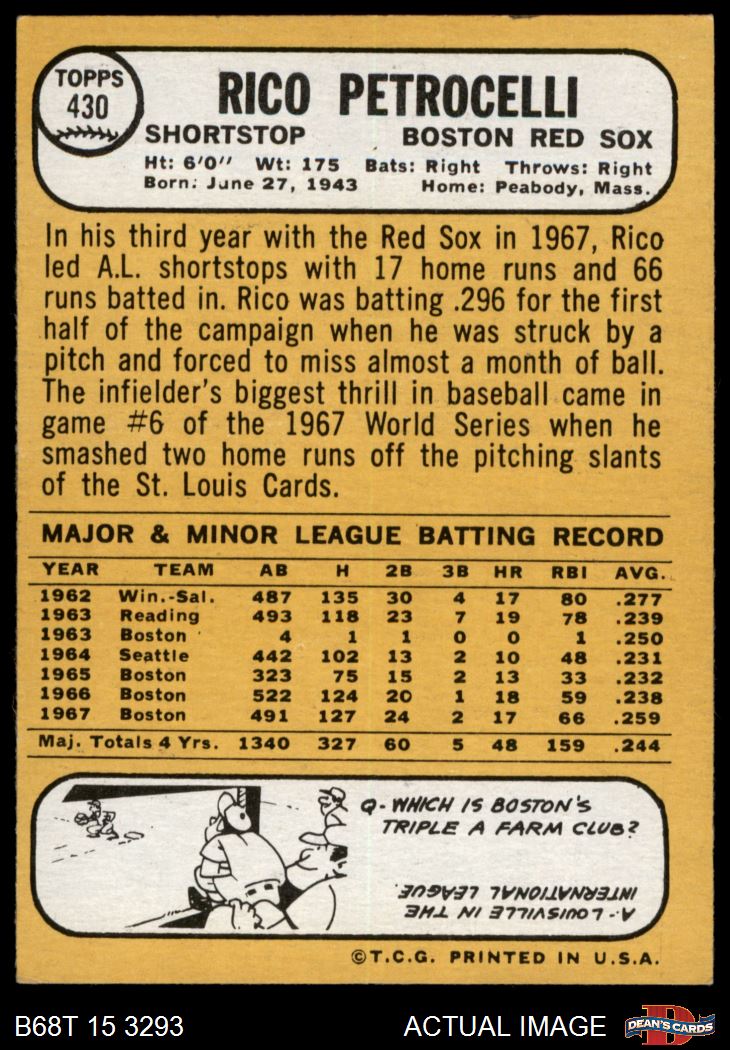 TOPPS
430
RICO PETROCELLI
SHORTSTOP BOSTON RED SOX
Ht: 6'0" Wt: 175 Bats: Right Throws: Right
Born: June 27, 1943 Home: Peabody, Mass.
In his third year with the Red Sox in 1967, Rico
led A.L. shortstops with 17 home runs and 66
runs batted in. Rico was batting .296 for the first
half of the campaign when he was struck by a
pitch and forced to miss almost a month of ball.
The infielder's biggest thrill in baseball came in
game #6 of the 1967 World Series when he
smashed two home runs off the pitching slants
of the St. Louis Cards.
MAJOR & MINOR LEAGUE BATTING RECORD
YEAR TEAM AB H 2B 3B HR RBI AVG.
1962 Win.-Sal. 487 135 30 4 17 80 .277
1963 Reading 493 118 23 7 19 78 .239
1963 Boston 4 1 1 0 0 1 .250
1964 Seattle 442 102 13 2 10 48 .231
1965 Boston 323 75 15 2 13 33 .232
1966 Boston 522 124 20 1 18 59 .238
1967 Boston 491 127 24 2 17 66 .259
Maj. Totals 4 Yrs. 1340 327 60 5 48 159 .244
Q- WHICH IS BOSTON'S
TRIPLE A FARM CLUB?
A- LOUISVILLE IN THE
INTERNATIONAL LEAGUE
©T.C.G. PRINTED IN U.S.A.
B68T 15 3293 ACTUAL IMAGE
D
DEAN'S CARDS